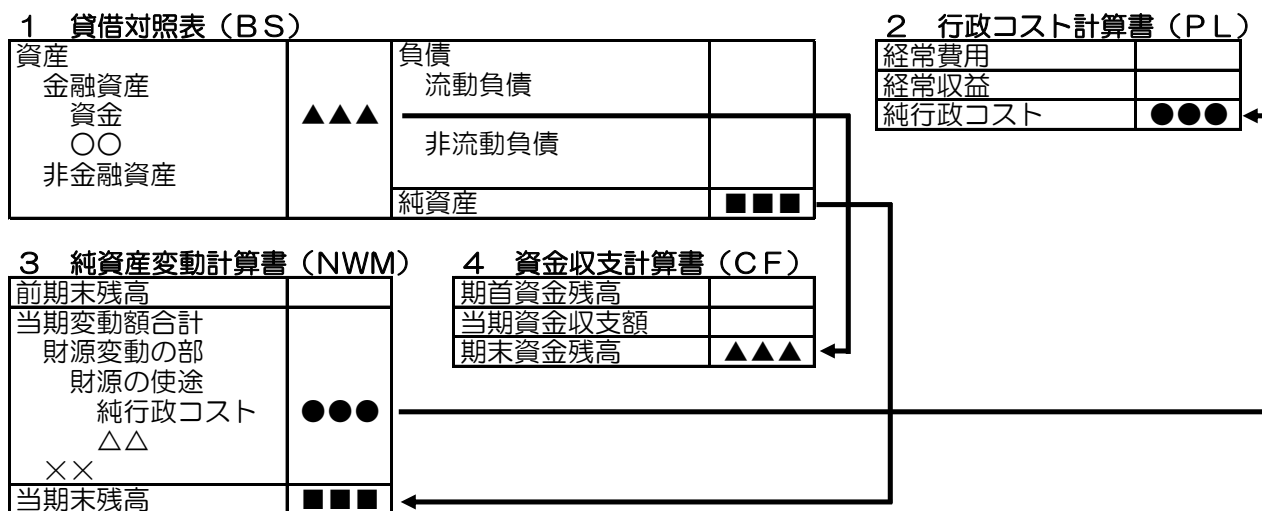 1 貸借対照表（BS）
資産
金融資産
資金 ▲▲▲
○○
非金融資産
負債
流動負債
非流動負債
純資産 ■■■
2 行政コスト計算書（PL）
経常費用
経常収益
純行政コスト ●●●
3 純資産変動計算書（NWM）
前期末残高
当期変動額合計
財源変動の部
財源の使途
純行政コスト ●●●
△△
××
当期末残高 ■■■
4 資金収支計算書（CF）
期首資金残高
当期資金収支額
期末資金残高 ▲▲▲